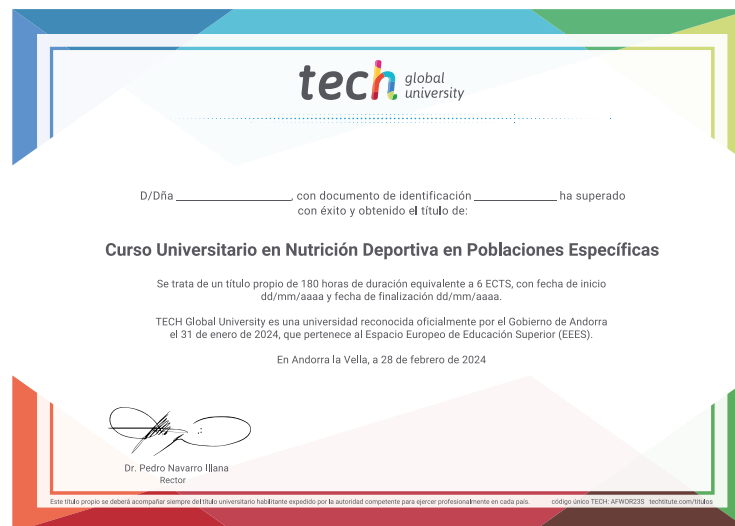 tech global university
D/Dña ____________________, con documento de identificación ______________ ha superado
con éxito y obtenido el título de:
Curso Universitario en Nutrición Deportiva en Poblaciones Específicas
Se trata de un título propio de 180 horas de duración equivalente a 6 ECTS, con fecha de inicio
dd/mm/aaaa y fecha de finalización dd/mm/aaaa.
TECH Global University es una universidad reconocida oficialmente por el Gobierno de Andorra
el 31 de enero de 2024, que pertenece al Espacio Europeo de Educación Superior (EEES).
En Andorra la Vella, a 28 de febrero de 2024
Dr. Pedro Navarro Illana
Rector
Este título propio se deberá acompañar siempre del título universitario habilitante expedido por la autoridad competente para ejercer profesionalmente en cada país. código único TECH: AFWOR23S techtitute.com/titulos